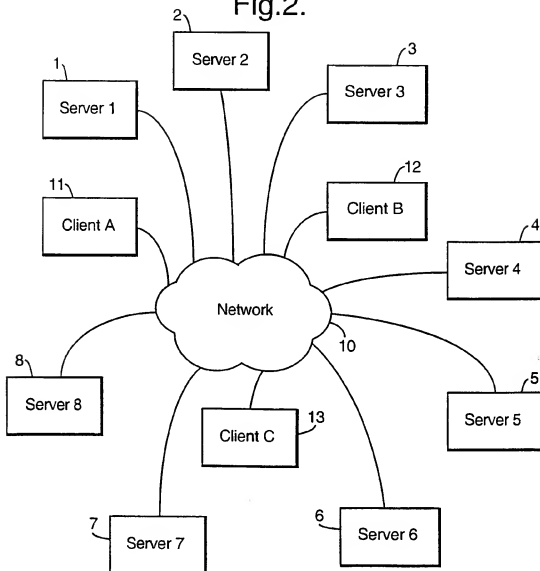 Fig.2.
2
Server 2
1
Server 1
3
Server 3
11
Client A
12
Client B
4
Server 4
Network
10
8
Server 8
5
Server 5
Client C
13
7
Server 7
6
Server 6